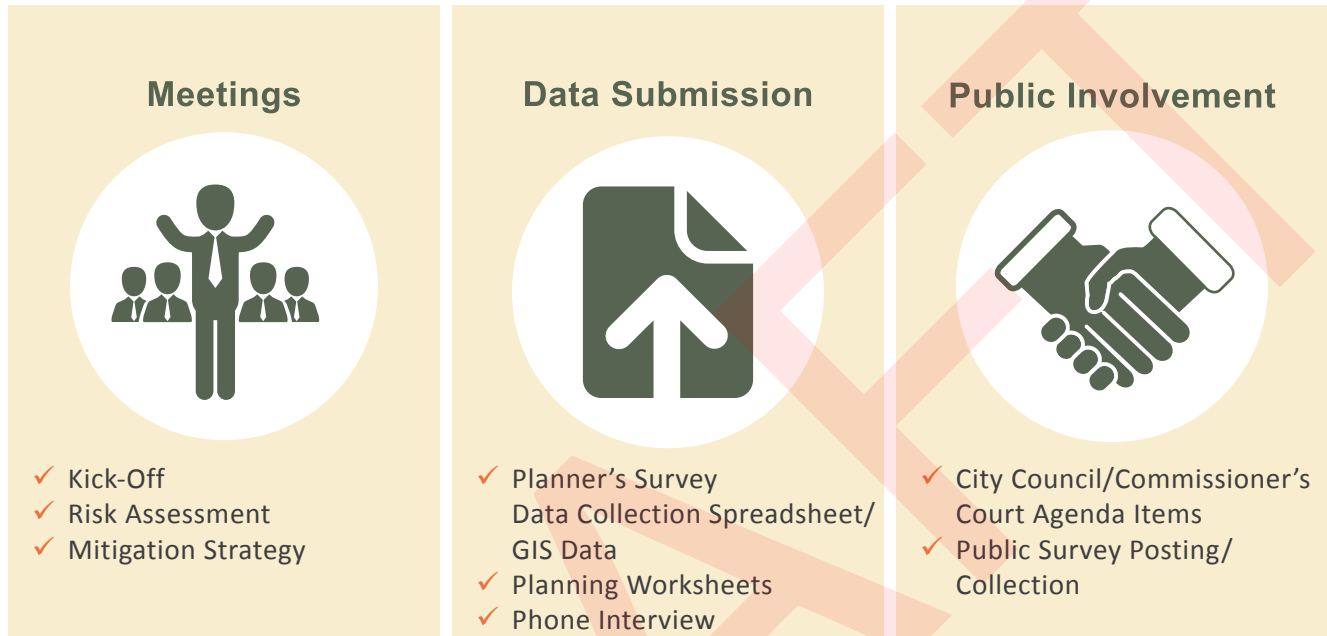 Meetings
✓ Kick-Off
✓ Risk Assessment
✓ Mitigation Strategy
Data Submission
✓ Planner’s Survey
Data Collection Spreadsheet/
GIS Data
✓ Planning Worksheets
✓ Phone Interview
Public Involvement
✓ City Council/Commissioner’s
Court Agenda Items
✓ Public Survey Posting/
Collection